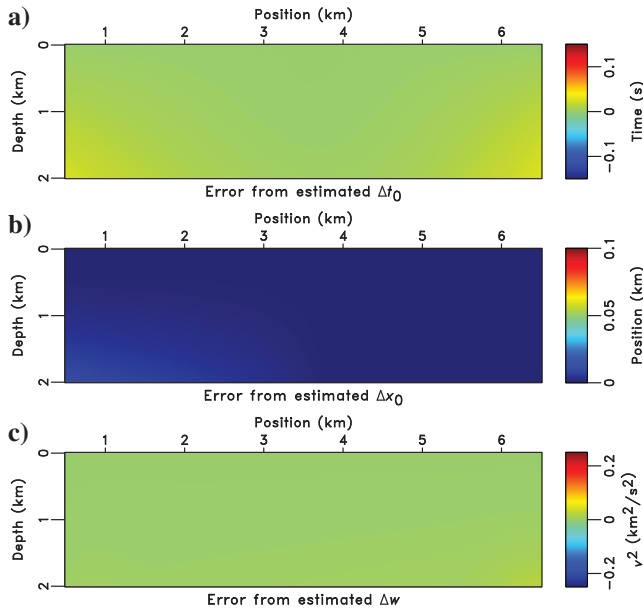 a)
Position (km)
1 2 3 4 5 6
Depth (km)
0
1
2
Error from estimated Δt0
Time (s)
0.1
0
−0.1
b)
Position (km)
1 2 3 4 5 6
Depth (km)
0
1
2
Error from estimated Δx0
Position (km)
0.1
0.05
0
c)
Position (km)
1 2 3 4 5 6
Depth (km)
0
1
2
Error from estimated Δw
v2 (km2/s2)
0.2
0
−0.2